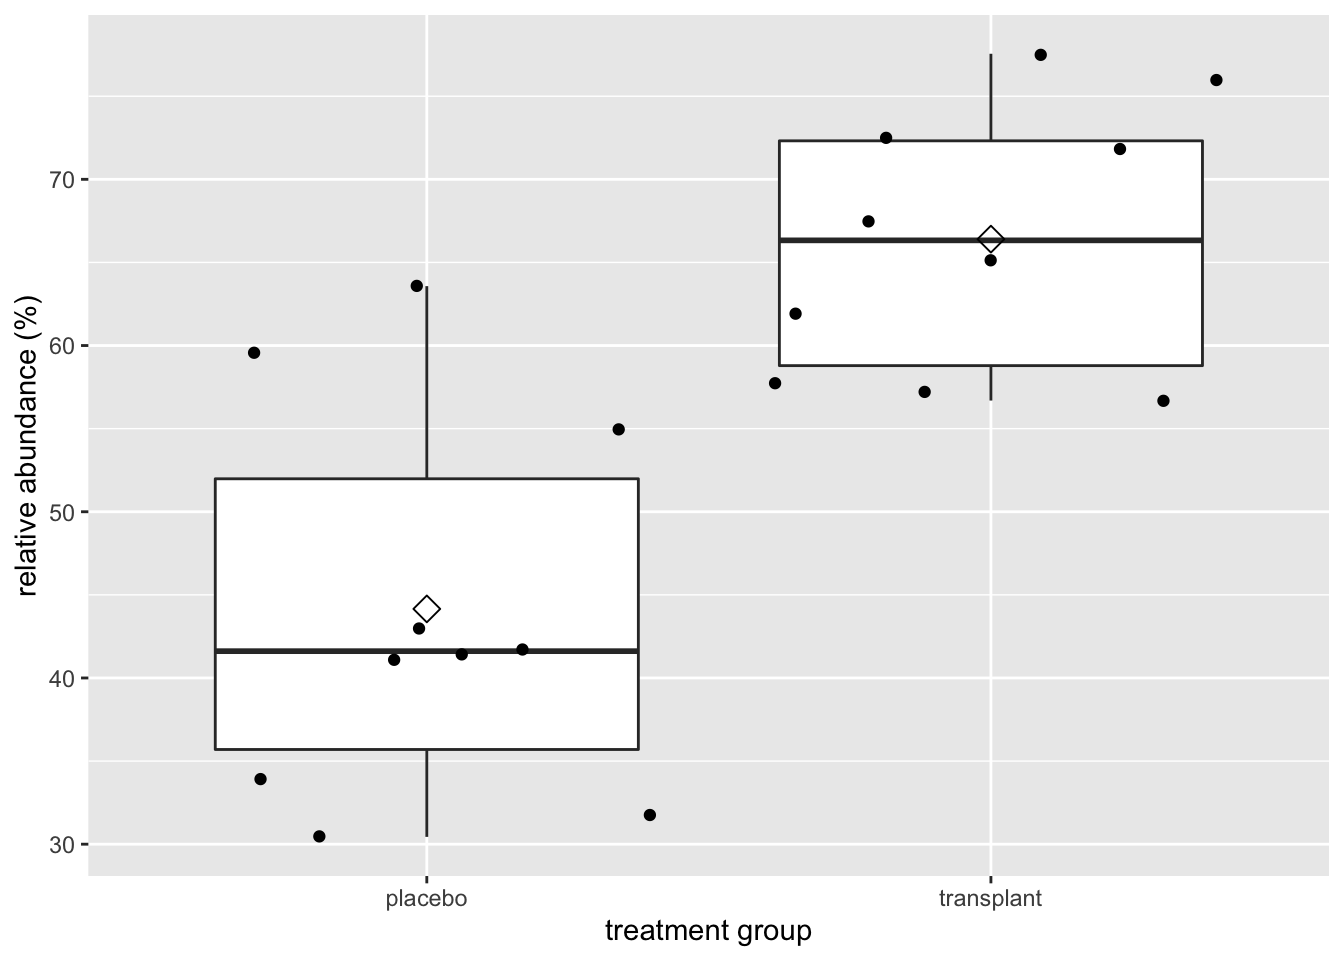 relative abundance (%)
70
60
50
40
30
placebo
transplant
treatment group